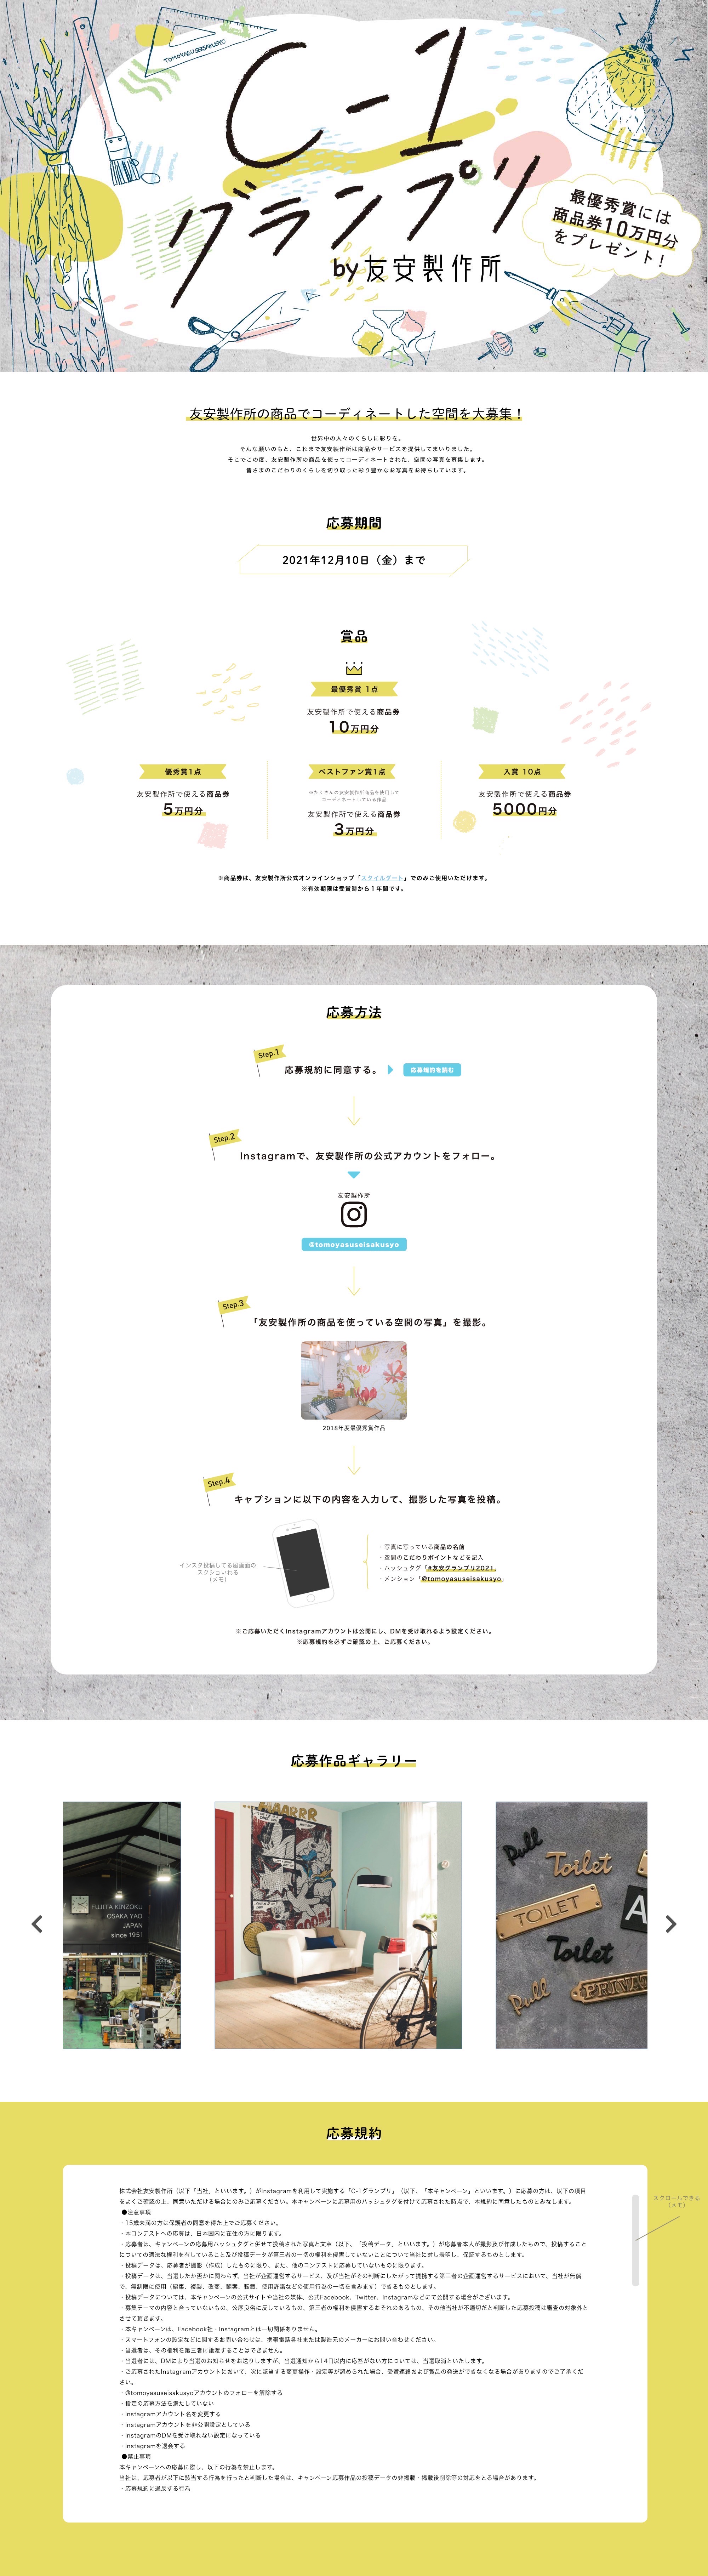 TOMOYASUSEISAKUSYO
C-1
グランプリ
by友安製作所
最優秀賞には
商品券10万円分
をプレゼント!
友安製作所の商品でコーディネートした空間を大募集!
世界中の人々のくらしに彩りを。
そんな願いのもと、これまで友安製作所は商品やサービスを提供してまいりました。
そこでこの度、友安製作所の商品を使ってコーディネートされた、空間の写真を募集します。
皆さまのこだわりのくらしを切り取った彩り豊かなお写真をお待ちしています。
応募期間
2021年12月10日(金)まで
賞品
最優秀賞 1点
友安製作所で使える商品券
10万円分
優秀賞1点
友安製作所で使える商品券
5万円分
ベストファン賞1点
※たくさんの友安製作所商品を使用して
コーディネートしている作品
友安製作所で使える商品券
3万円分
入賞 10点
友安製作所で使える商品券
5000円分
※商品券は、友安製作所公式オンラインショップ「スタイルダート」でのみご使用いただけます。
※有効期限は受賞時から1年間です。
応募方法
Step.1
応募規約に同意する。
応募規約を読む
Step.2
Instagramで、友安製作所の公式アカウントをフォロー。
友安製作所
@tomoyasuseisakusyo
Step.3
「友安製作所の商品を使っている空間の写真」を撮影。
2018年度最優秀賞作品
Step.4
キャプションに以下の内容を入力して、撮影した写真を投稿。
インスタ投稿してる風画面の
スクショいれる
(メモ)
・写真に写っている商品の名前
・空間のこだわりポイントなどを記入
・ハッシュタグ「#友安グランプリ2021」
・メンション「@tomoyasuseisakusyo」
※ご応募いただくInstagramアカウントは公開にし、DMを受け取れるよう設定ください。
※応募規約を必ずご確認の上、ご応募ください。
応募作品ギャラリー
FUJITA KINZOKU
OSAKA YAO
JAPAN
since 1951
Pull
Toilet
TOILET
A
Toilet
Pull
PRIVA
応募規約
株式会社友安製作所(以下「当社」といいます。)がInstagramを利用して実施する「C-1グランプリ」(以下、「本キャンペーン」といいます。)に応募の方は、以下の項目
をよくご確認の上、同意いただける場合にのみご応募ください。本キャンペーンに応募用のハッシュタグを付けて応募された時点で、本規約に同意したものとみなします。
●注意事項
・15歳未満の方は保護者の同意を得た上でご応募ください。
・本コンテストへの応募は、日本国内に在住の方に限ります。
・応募者は、キャンペーンの応募用ハッシュタグと併せて投稿された写真と文章(以下、「投稿データ」といいます。)が応募者本人が撮影及び作成したもので、投稿すること
についての適法な権利を有していること及び投稿データが第三者の一切の権利を侵害していないことについて当社に対し表明し、保証するものとします。
・投稿データは、応募者が撮影(作成)したものに限り、また、他のコンテストに応募していないものに限ります。
・投稿データは、当選したか否かに関わらず、当社が企画運営するサービス、及び当社がその判断にしたがって提携する第三者の企画運営するサービスにおいて、当社が無償
で、無制限に使用(編集、複製、改変、翻案、転載、使用許諾などの使用行為の一切を含みます)できるものとします。
・投稿データについては、本キャンペーンの公式サイトや当社の媒体、公式Facebook、Twitter、Instagramなどにて公開する場合がございます。
・募集テーマの内容と合っていないもの、公序良俗に反しているもの、第三者の権利を侵害するおそれのあるもの、その他当社が不適切だと判断した応募投稿は審査の対象外と
させて頂きます。
・本キャンペーンは、Facebook社・Instagramとは一切関係ありません。
・スマートフォンの設定などに関するお問い合わせは、携帯電話各社または製造元のメーカーにお問い合わせください。
・当選者は、その権利を第三者に譲渡することはできません。
・当選者には、DMにより当選のお知らせをお送りしますが、当選通知から14日以内に応答がない方については、当選取消といたします。
・ご応募されたInstagramアカウントにおいて、次に該当する変更操作・設定等が認められた場合、受賞連絡および賞品の発送ができなくなる場合がありますのでご了承くだ
さい。
・@tomoyasuseisakusyoアカウントのフォローを解除する
・指定の応募方法を満たしていない
・Instagramアカウント名を変更する
・Instagramアカウントを非公開設定としている
・InstagramのDMを受け取れない設定になっている
・Instagramを退会する
●禁止事項
本キャンペーンへの応募に際し、以下の行為を禁止します。
当社は、応募者が以下に該当する行為を行ったと判断した場合は、キャンペーン応募作品の投稿データの非掲載・掲載後削除等の対応をとる場合があります。
・応募規約に違反する行為
スクロールできる
(メモ)